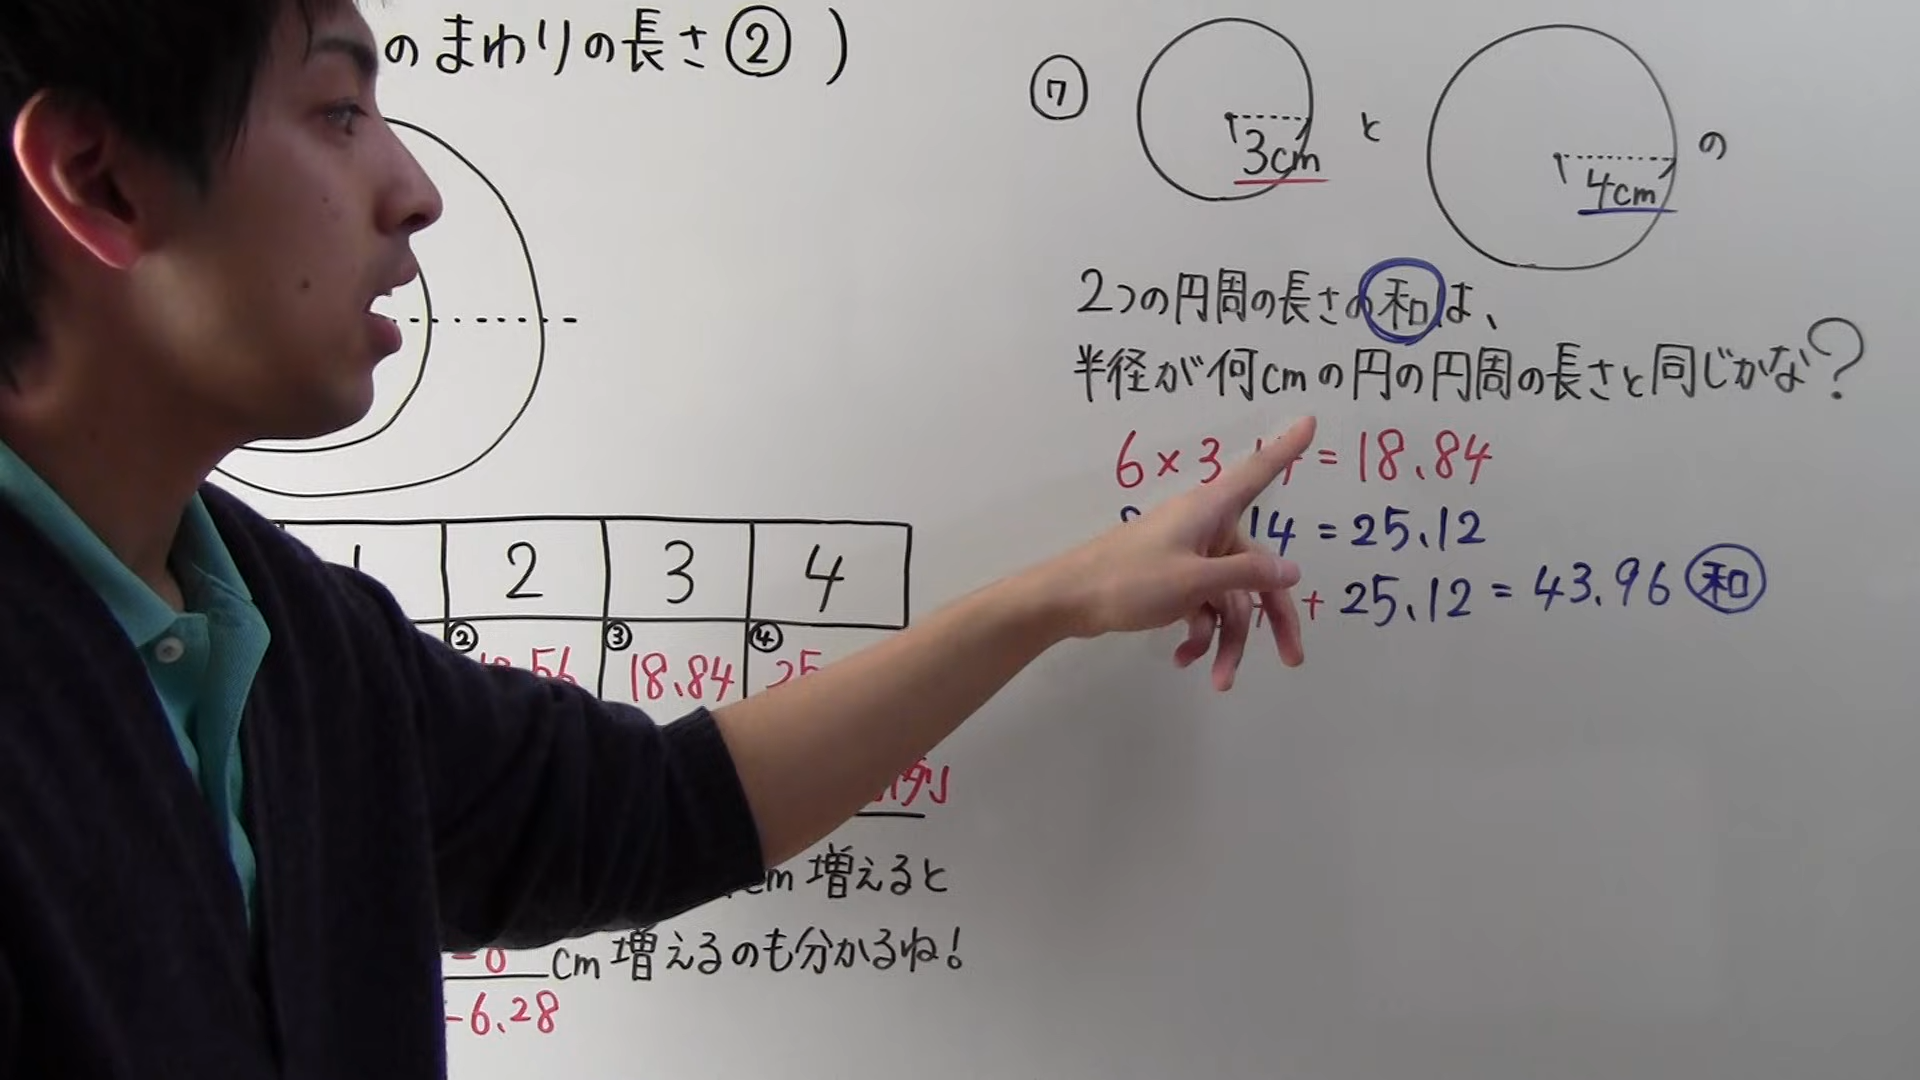 のまわりの長さ② )
1 2 3 4
② ③ ④
18.84
例
cm 増えると
cm 増えるのも分かるね!
-6.28
⑦
3cm
と
4cm
の
2つの円周の長さの和は、
半径が何cmの円の円周の長さと同じかな?
6×3.14=18.84
14=25.12
+25.12=43.96 和